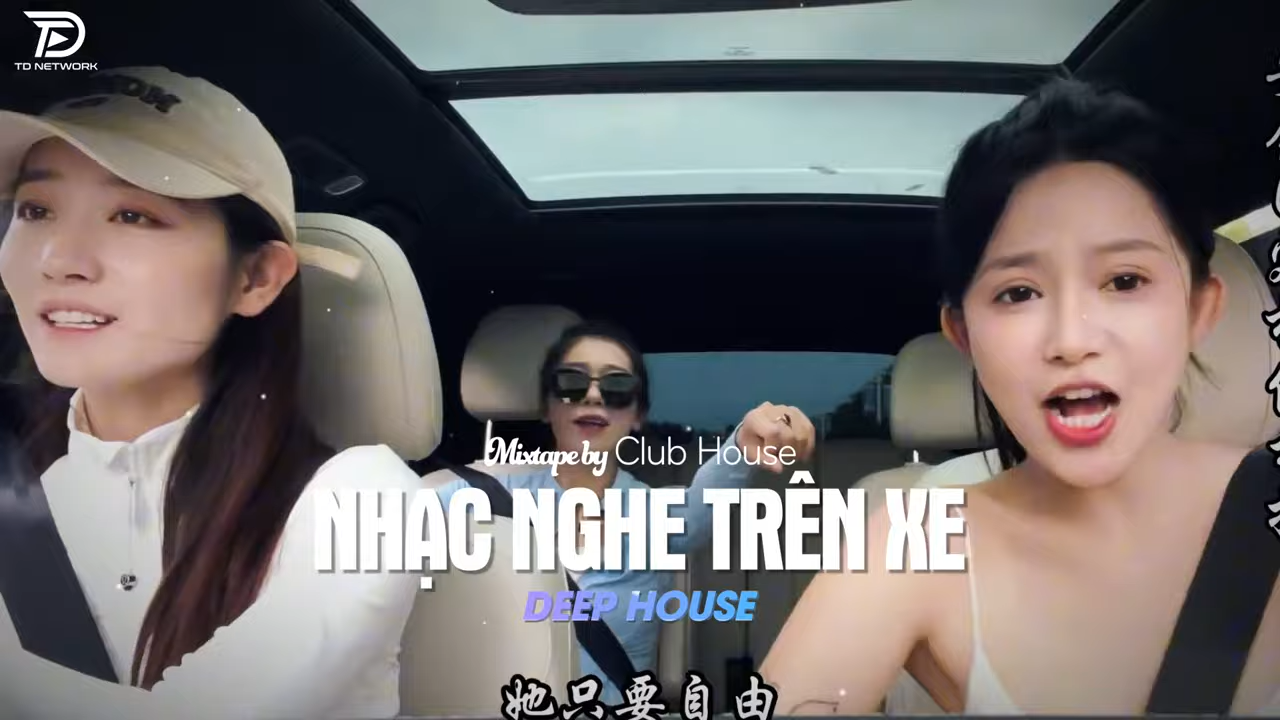 TD NETWORK
Mixtape by Club House
NHẠC NGHE TRÊN XE
DEEP HOUSE
她只要自由